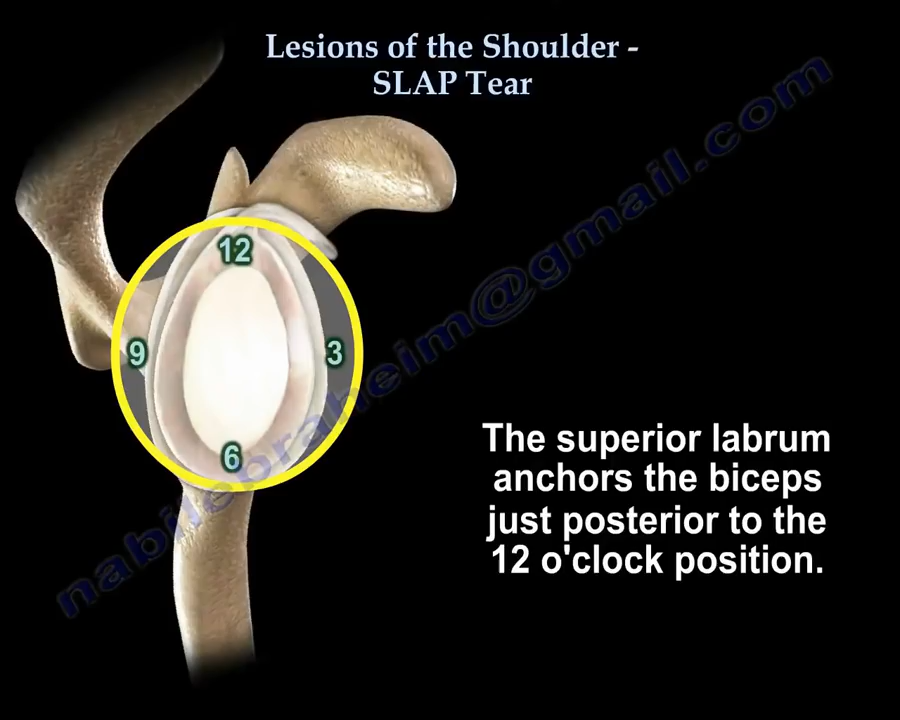 Lesions of the Shoulder -
SLAP Tear
12
9
3
6
The superior labrum
anchors the biceps
just posterior to the
12 o'clock position.
nabilebraheim@gmail.com